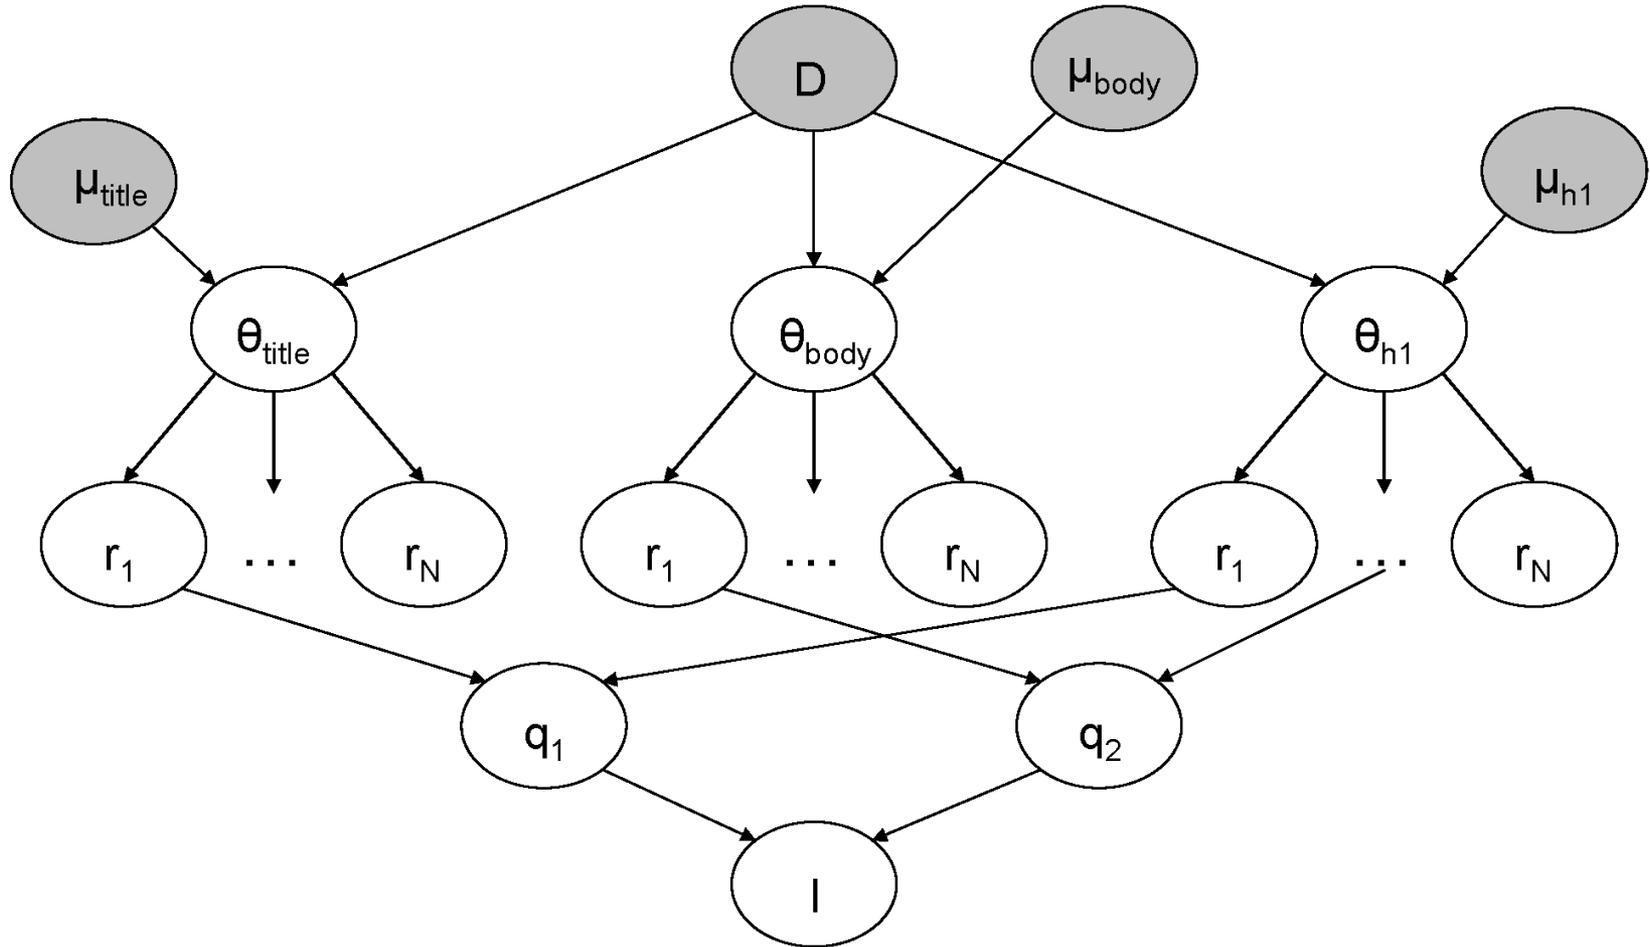 D
μbody
μtitle
μh1
θtitle
θbody
θh1
r1 ... rN
r1 ... rN
r1 ... rN
q1
q2
I